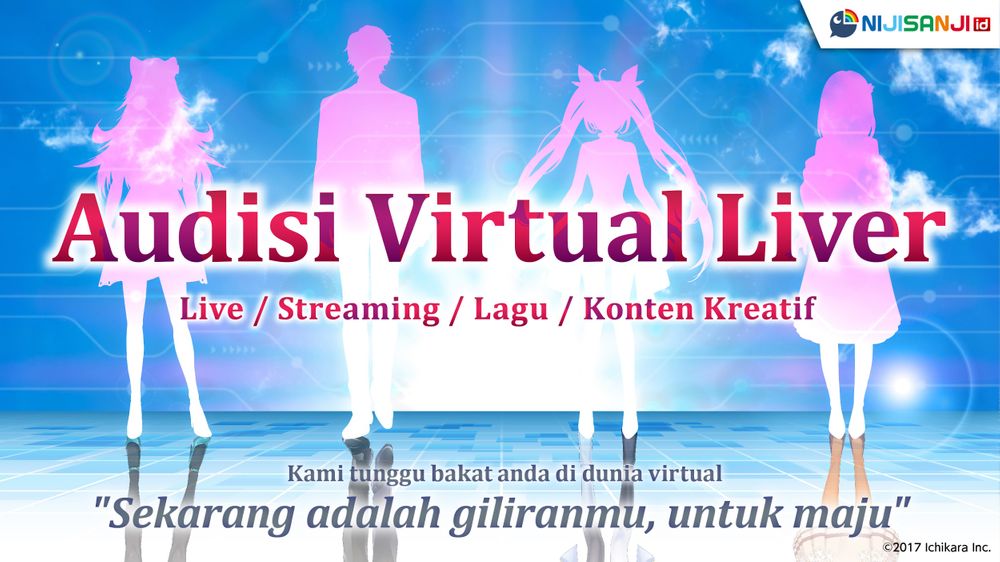 NIJISANJI id
Audisi Virtual Liver
Live / Streaming / Lagu / Konten Kreatif
Kami tunggu bakat anda di dunia virtual
"Sekarang adalah giliranmu, untuk maju"
©2017 Ichikara Inc.